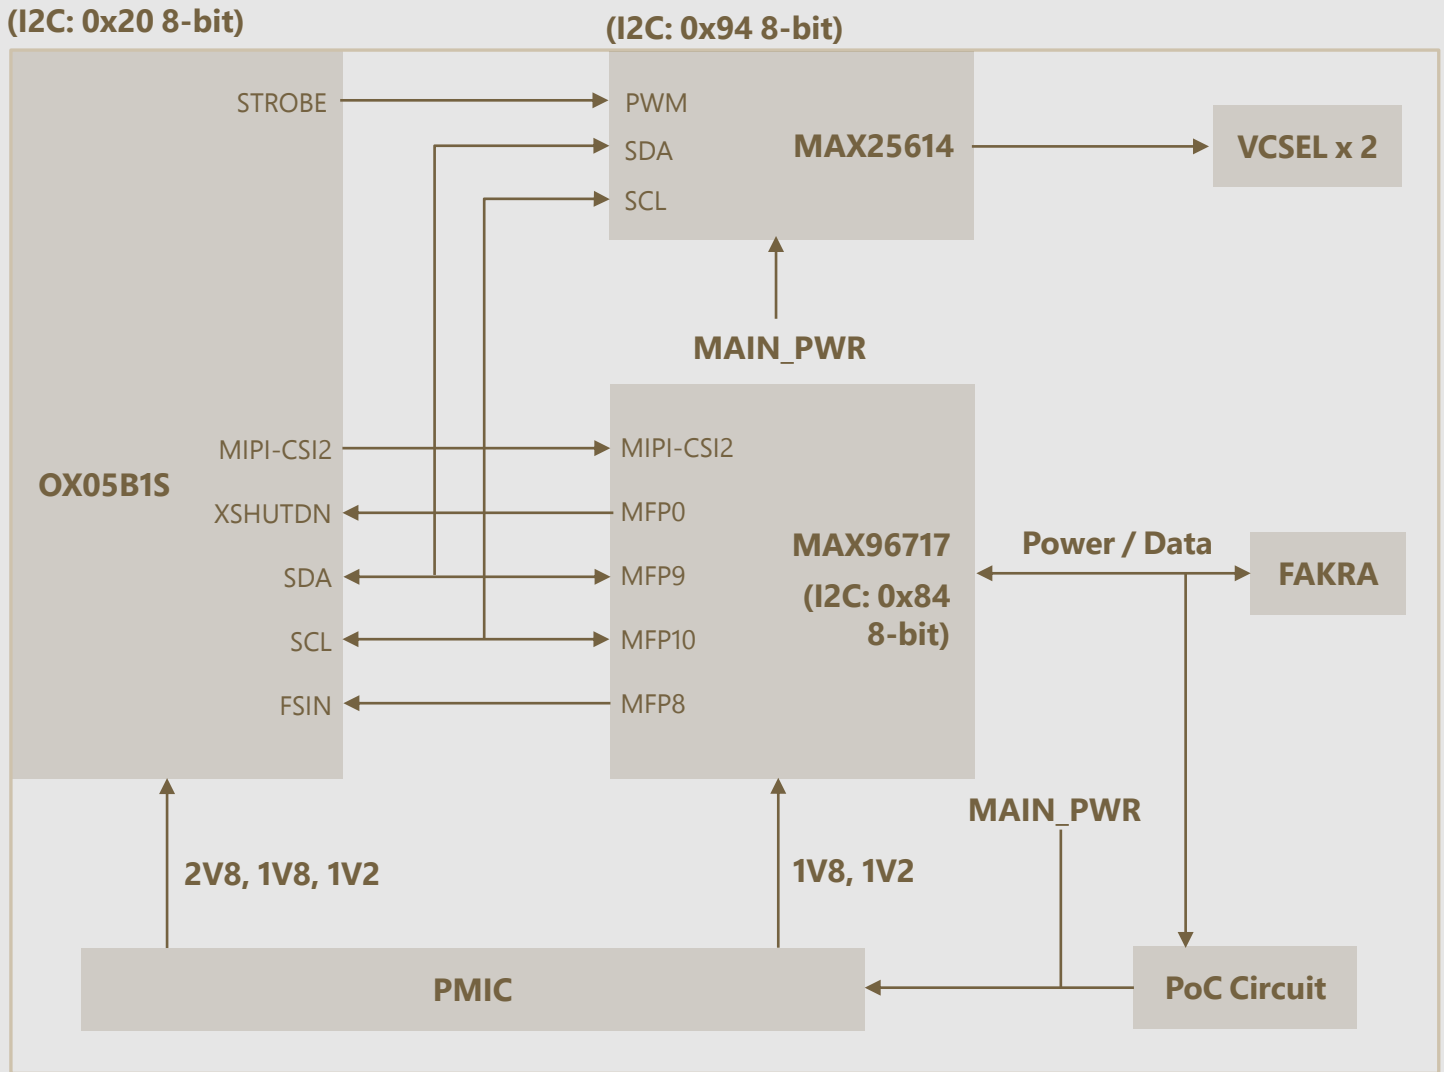 (I2C: 0x20 8-bit)
(I2C: 0x94 8-bit)
STROBE
PWM
SDA
SCL
MAX25614
VCSEL x 2
MAIN_PWR
OX05B1S
MIPI-CSI2
XSHUTDN
SDA
SCL
FSIN
MIPI-CSI2
MFP0
MFP9
MFP10
MFP8
MAX96717
(I2C: 0x84
8-bit)
Power / Data
FAKRA
MAIN_PWR
2V8, 1V8, 1V2
1V8, 1V2
PMIC
PoC Circuit